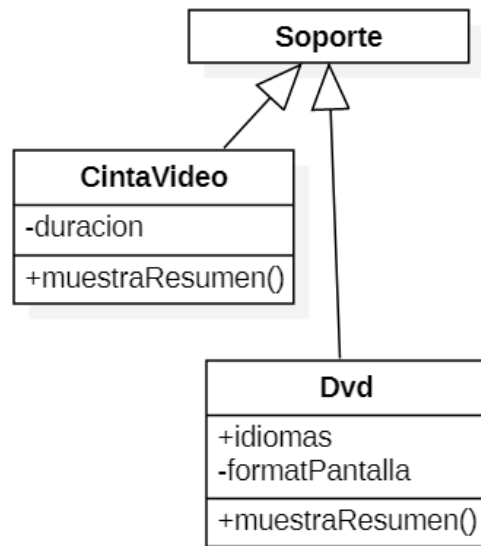 Soporte
CintaVideo
-duracion
+muestraResumen()
Dvd
+idiomas
-formatPantalla
+muestraResumen()